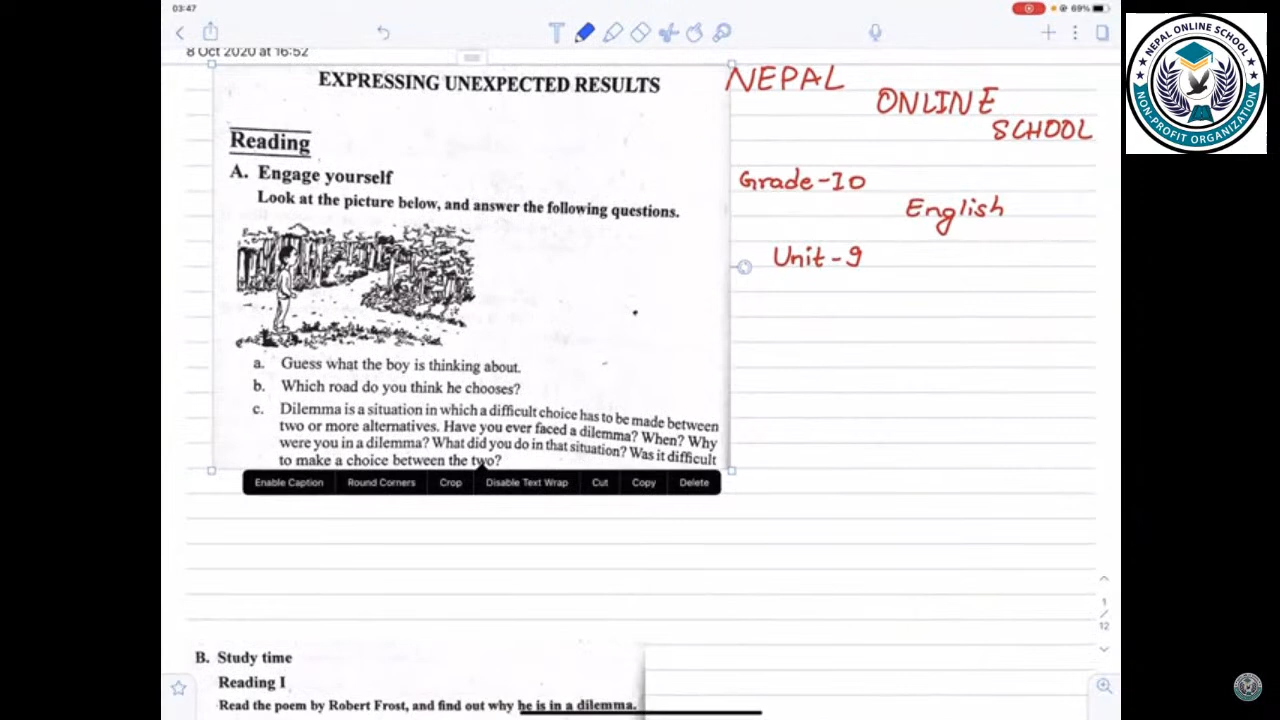 03:47
69%
8 Oct 2020 at 16:52
EXPRESSING UNEXPECTED RESULTS
Reading
A. Engage yourself
Look at the picture below, and answer the following questions.
a. Guess what the boy is thinking about.
b. Which road do you think he chooses?
c. Dilemma is a situation in which a difficult choice has to be made between
two or more alternatives. Have you ever faced a dilemma? When? Why
were you in a dilemma? What did you do in that situation? Was it difficult
to make a choice between the two?
Enable Caption Round Corners Crop Disable Text Wrap Cut Copy Delete
B. Study time
Reading I
Read the poem by Robert Frost, and find out why he is in a dilemma.
NEPAL
ONLINE
SCHOOL
Grade-10
English
Unit-9
1
/
12
NEPAL ONLINE SCHOOL
NON-PROFIT ORGANIZATION